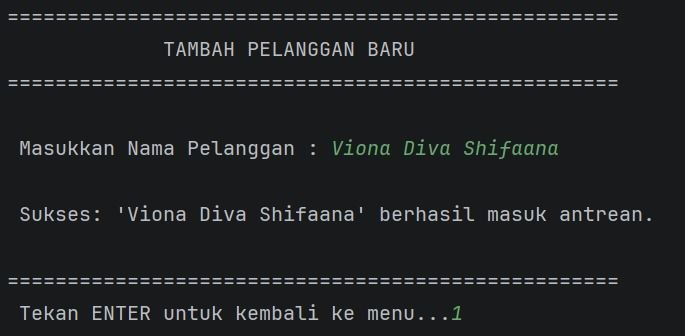 ===================================================
TAMBAH PELANGGAN BARU
===================================================
Masukkan Nama Pelanggan : Viona Diva Shifaana
Sukses: 'Viona Diva Shifaana' berhasil masuk antrean.
===================================================
Tekan ENTER untuk kembali ke menu...1